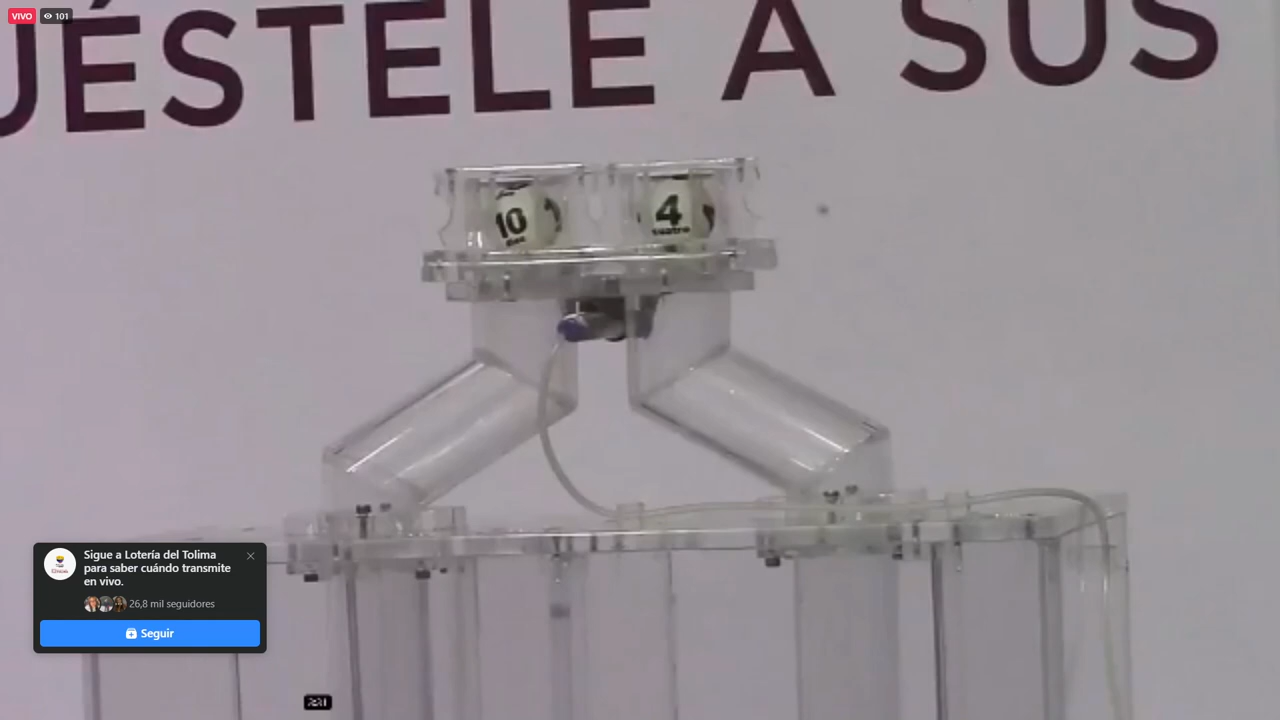 VIVO
101
UÉSTELE A SUS
10
4
cuatro
Sigue a Lotería del Tolima
para saber cuándo transmite
en vivo.
26,8 mil seguidores
Seguir